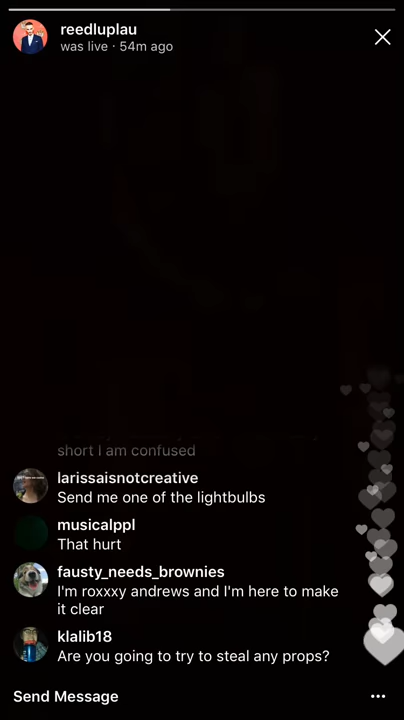 reedluplau
was live · 54m ago
short I am confused
larissaisnotcreative
Send me one of the lightbulbs
musicalppl
That hurt
fausty_needs_brownies
I'm roxxxy andrews and I'm here to make
it clear
klalib18
Are you going to try to steal any props?
Send Message